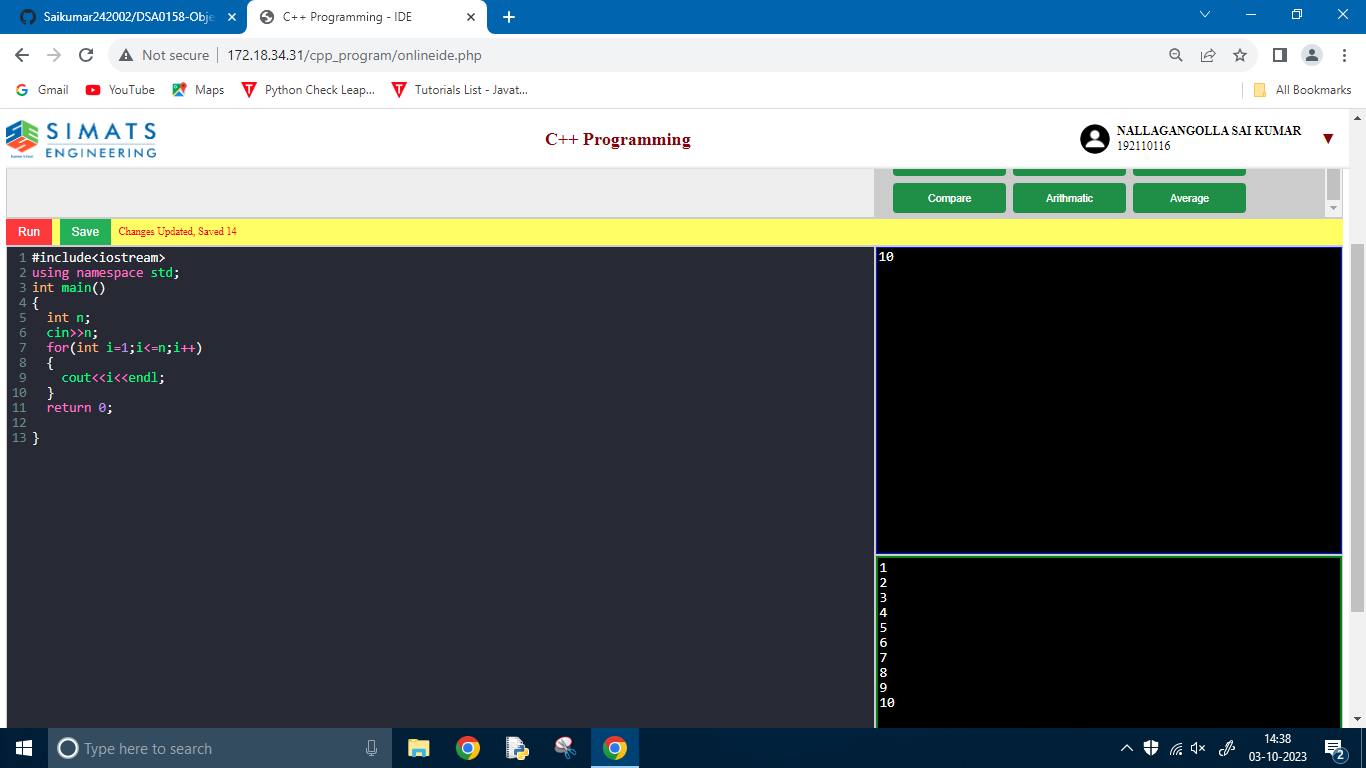 Saikumar242002/DSA0158-Obje
C++ Programming - IDE
Not secure
172.18.34.31/cpp_program/onlineide.php
Gmail
YouTube
Maps
Python Check Leap...
Tutorials List - Javat...
All Bookmarks
SIMATS
ENGINEERING
C++ Programming
NALLAGANGOLLA SAI KUMAR
192110116
Compare
Arithmatic
Average
Run
Save
Changes Updated, Saved 14
1 #include<iostream>
2 using namespace std;
3 int main()
4 {
5   int n;
6   cin>>n;
7   for(int i=1;i<=n;i++)
8   {
9     cout<<i<<endl;
10   }
11   return 0;
12
13 }
10
1
2
3
4
5
6
7
8
9
10
Type here to search
14:38
03-10-2023
2